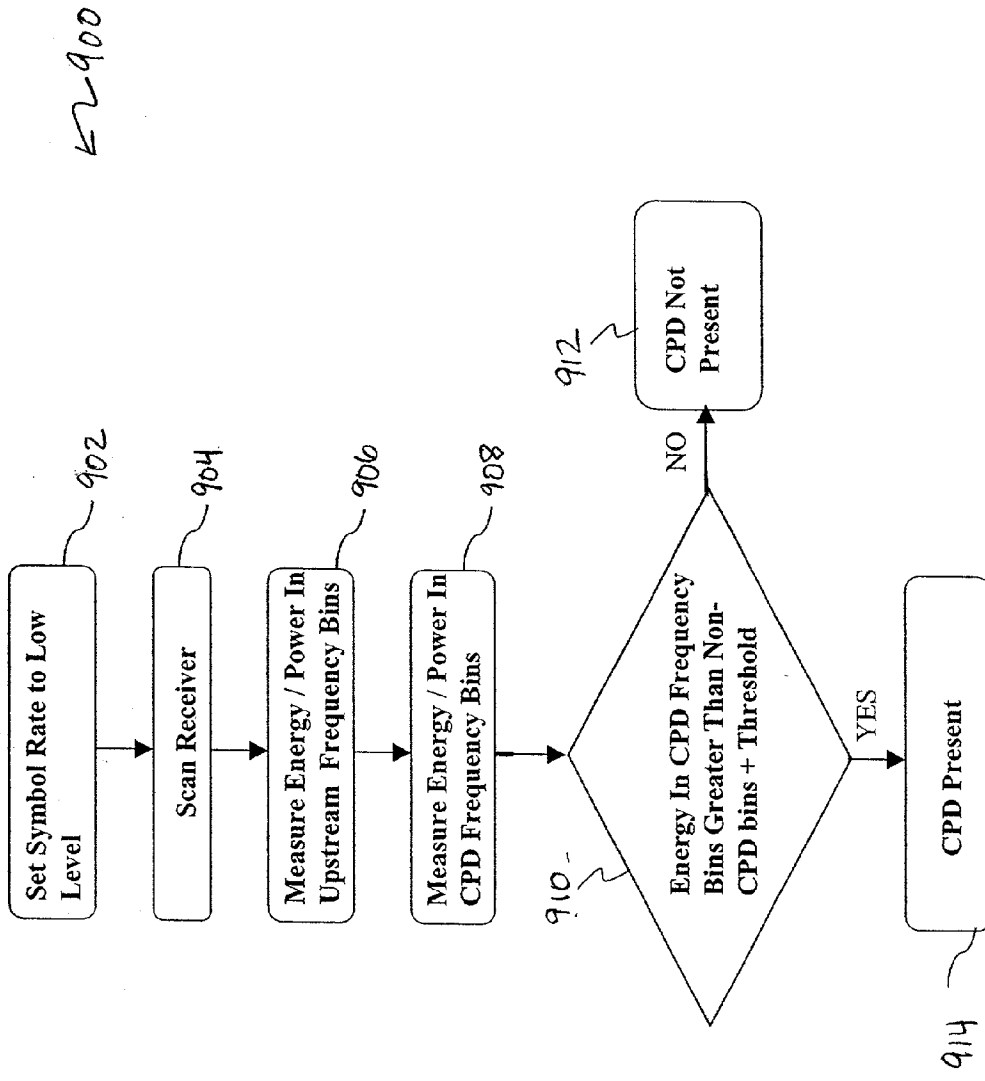 900
Set Symbol Rate to Low
Level
902
Scan Receiver
904
Measure Energy / Power In
Upstream Frequency Bins
906
Measure Energy / Power In
CPD Frequency Bins
908
Energy In CPD Frequency
Bins Greater Than Non-
CPD bins + Threshold
910
NO
CPD Not
Present
912
YES
CPD Present
914